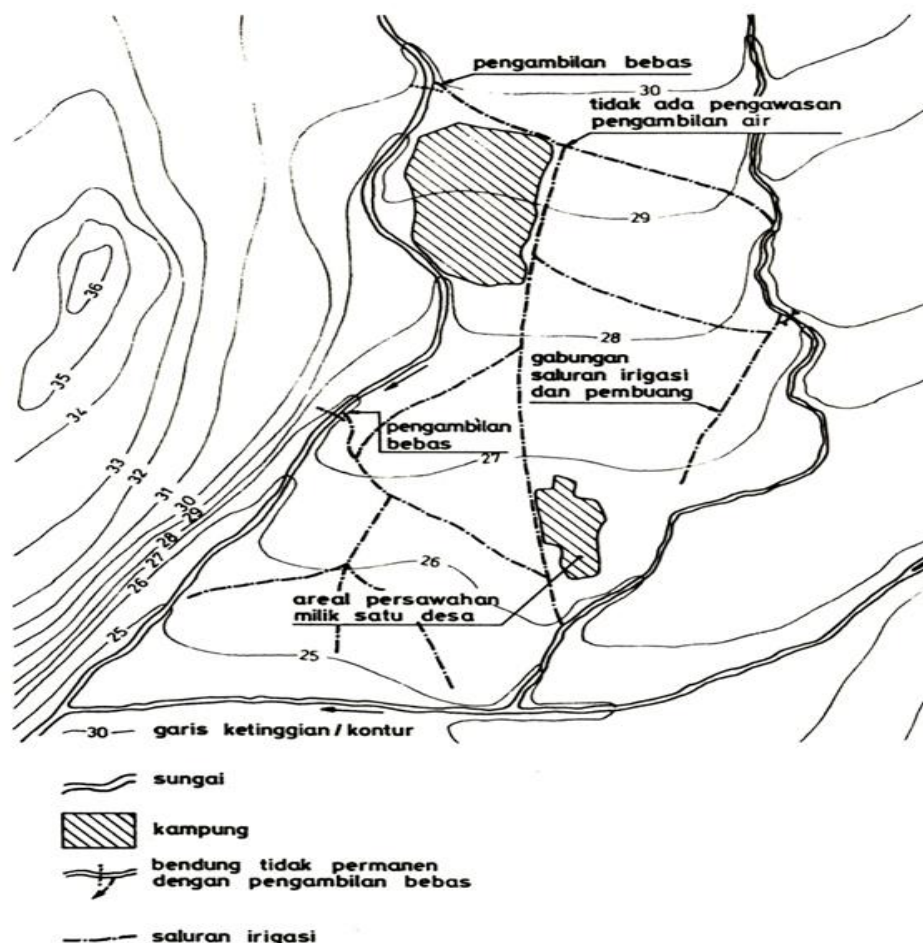 pengambilan bebas
30
tidak ada pengawasan
pengambilan air
29
36
35
34
33
32
31
30
29
28
27
26
25
28
gabungan
saluran irigasi
dan pembuang
pengambilan
bebas
27
26
areal persawahan
milik satu desa
25
30 garis ketinggian/kontur
sungai
kampung
bendung tidak permanen
dengan pengambilan bebas
saluran irigasi